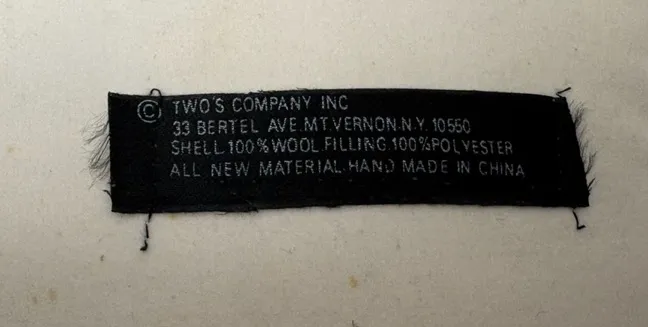 © TWO'S COMPANY INC
33 BERTEL AVE.MT.VERNON.N.Y. 10550
SHELL.100%WOOL.FILLING.100%POLYESTER
ALL NEW MATERIAL.HAND MADE IN CHINA